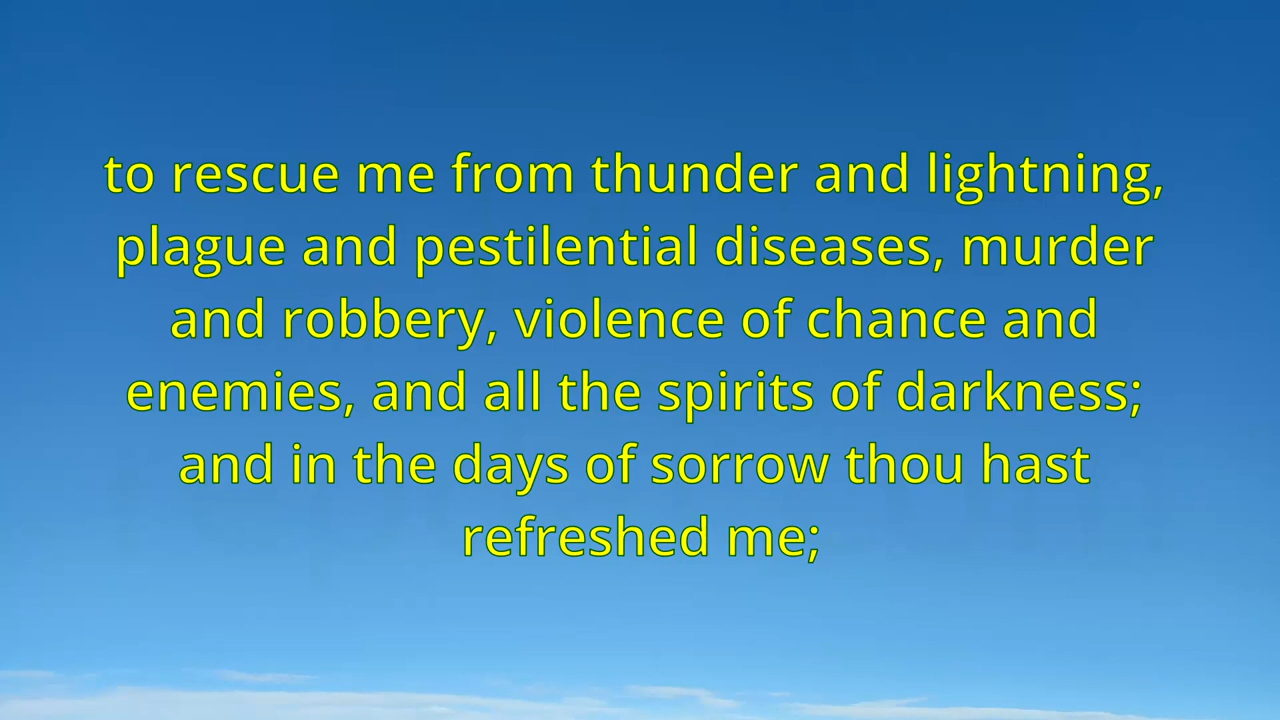 to rescue me from thunder and lightning,
plague and pestilential diseases, murder
and robbery, violence of chance and
enemies, and all the spirits of darkness;
and in the days of sorrow thou hast
refreshed me;